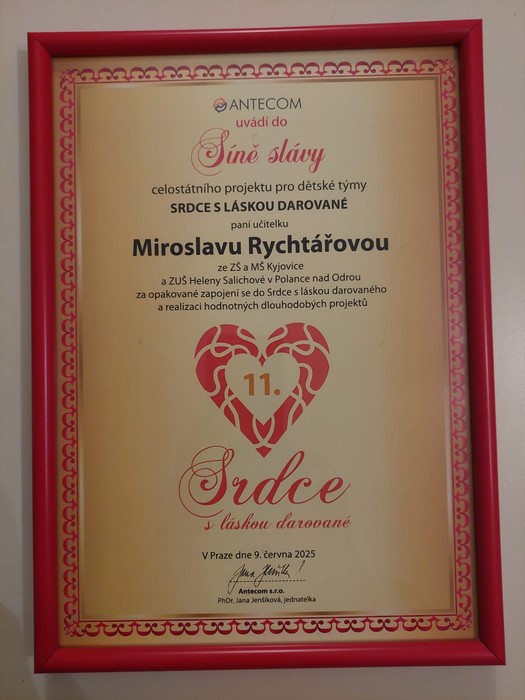 ANTECOM
uvádí do
Síně slávy
celostátního projektu pro dětské týmy
SRDCE S LÁSKOU DAROVANÉ
paní učitelku
Miroslavu Rychtářovou
ze ZŠ a MŠ Kyjovice
a ZUŠ Heleny Salichové v Polance nad Odrou
za opakované zapojení se do Srdce s láskou darovaného
a realizaci hodnotných dlouhodobých projektů
11.
Srdce
s láskou darované
V Praze dne 9. června 2025
Antecom s.r.o.
PhDr. Jana Jenšíková, jednatelka